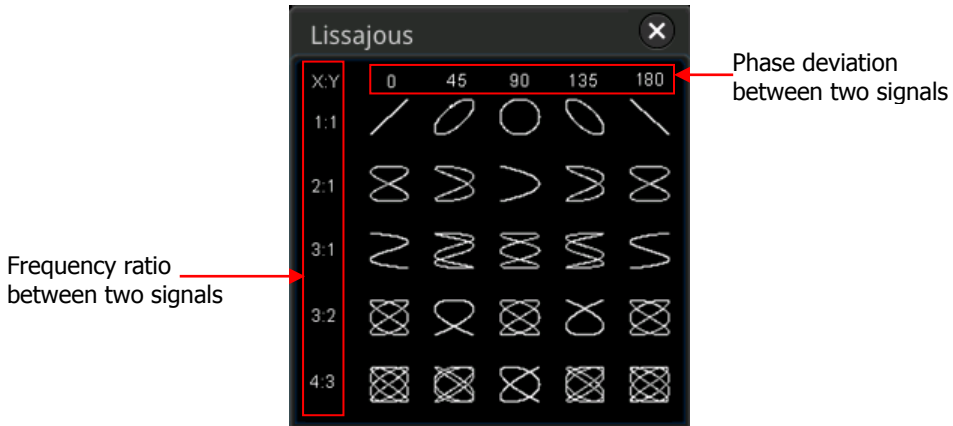 Lissajous
X:Y 0 45 90 135 180
1:1
2:1
3:1
3:2
4:3
Phase deviation
between two signals
Frequency ratio
between two signals